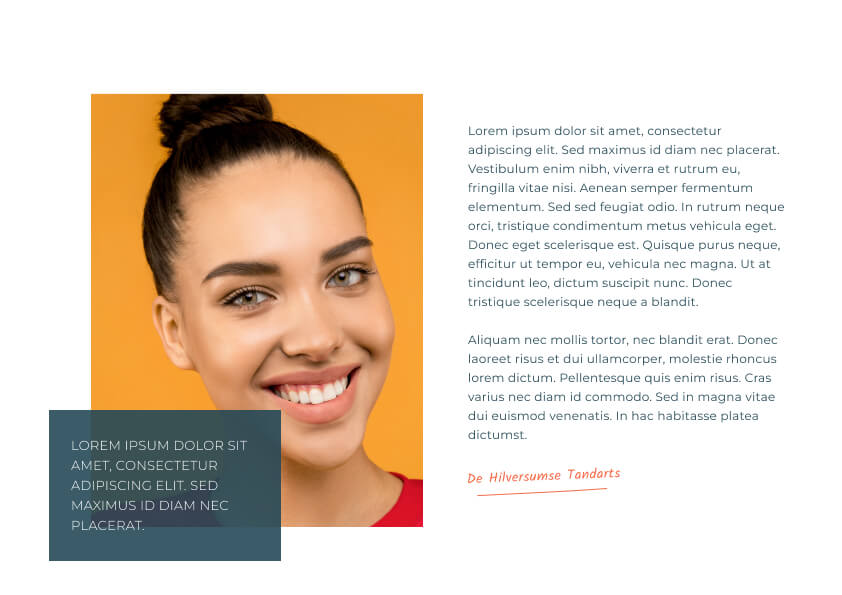 Lorem ipsum dolor sit amet, consectetur
adipiscing elit. Sed maximus id diam nec placerat.
Vestibulum enim nibh, viverra et rutrum eu,
fringilla vitae nisi. Aenean semper fermentum
elementum. Sed sed feugiat odio. In rutrum neque
orci, tristique condimentum metus vehicula eget.
Donec eget scelerisque est. Quisque purus neque,
efficitur ut tempor eu, vehicula nec magna. Ut at
tincidunt leo, dictum suscipit nunc. Donec
tristique scelerisque neque a blandit.
Aliquam nec mollis tortor, nec blandit erat. Donec
laoreet risus et dui ullamcorper, molestie rhoncus
lorem dictum. Pellentesque quis enim risus. Cras
varius nec diam id commodo. Sed in magna vitae
dui euismod venenatis. In hac habitasse platea
dictumst.
De Hilversumse Tandarts
LOREM IPSUM DOLOR SIT
AMET, CONSECTETUR
ADIPISCING ELIT. SED
MAXIMUS ID DIAM NEC
PLACERAT.